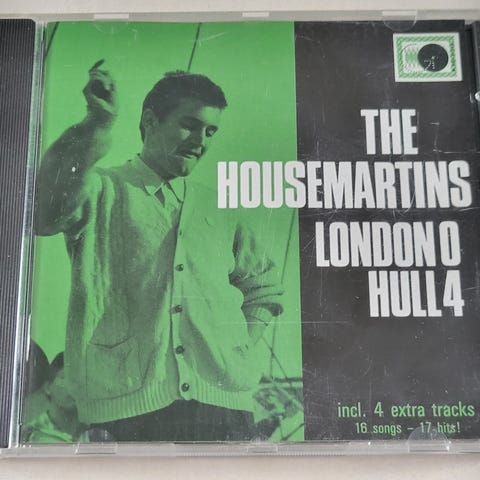 THE
HOUSEMARTINS
LONDON 0
HULL 4
incl. 4 extra tracks
16 songs – 17 hits!